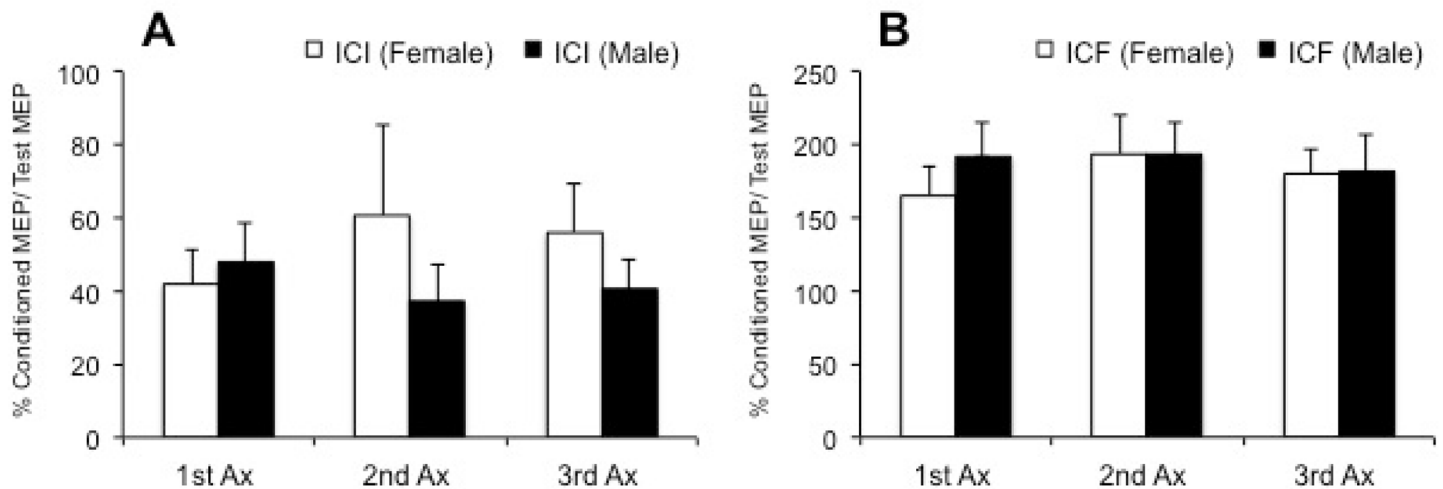 A
ICI (Female) ICI (Male)
% Conditioned MEP/ Test MEP
100
80
60
40
20
0
1st Ax 2nd Ax 3rd Ax
B
ICF (Female) ICF (Male)
% Conditioned MEP/ Test MEP
250
200
150
100
50
0
1st Ax 2nd Ax 3rd Ax